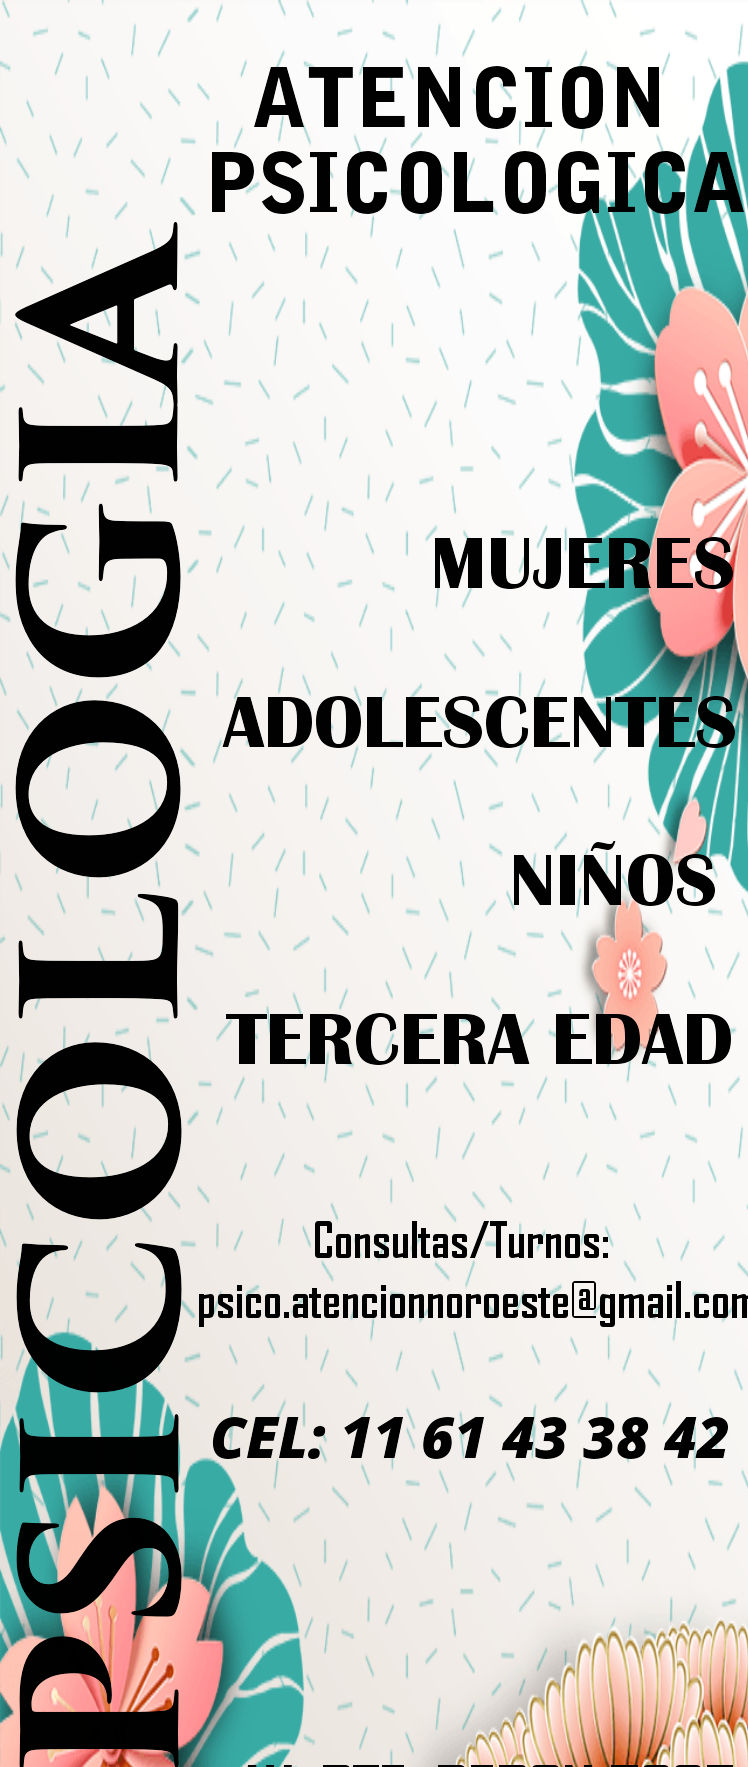 ATENCION
PSICOLOGICA
PSICOLOGIA
MUJERES
ADOLESCENTES
NIÑOS
TERCERA EDAD
Consultas/Turnos:
psico.atencionnoroeste@gmail.com
CEL: 11 61 43 38 42